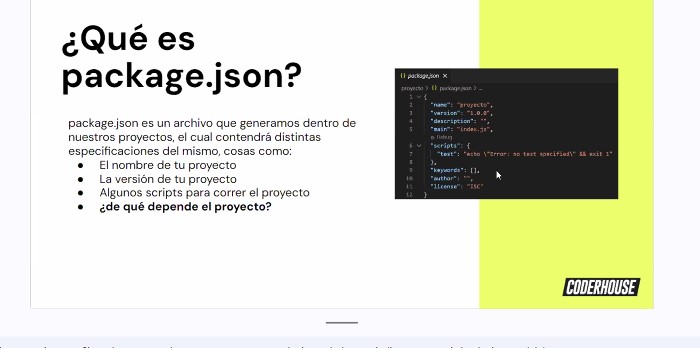 ¿Qué es
package.json?
package.json es un archivo que generamos dentro de
nuestros proyectos, el cual contendrá distintas
especificaciones del mismo, cosas como:
● El nombre de tu proyecto
● La versión de tu proyecto
● Algunos scripts para correr el proyecto
● ¿de qué depende el proyecto?
{} package.json ×
proyecto > {} package.json > ...
1 {
2 "name": "proyecto",
3 "version": "1.0.0",
4 "description": "",
5 "main": "index.js",
Debug
6 "scripts": {
7 "test": "echo \"Error: no test specified\" && exit 1"
8 },
9 "keywords": [],
10 "author": "",
11 "license": "ISC"
12 }
CODERHOUSE